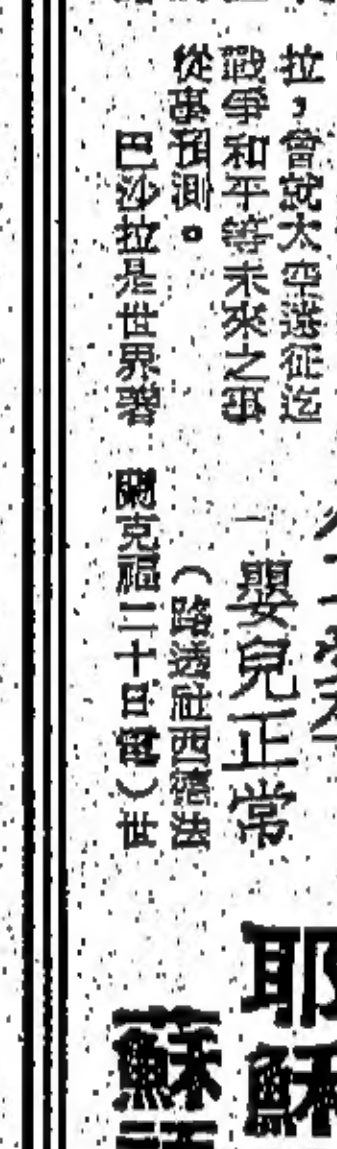 拉，曾就太空遠征迄
戰爭和平等未來之事
從事預測。
巴沙拉是世界著
嬰兒正常
（路透社西德法
蘭克福二十日電）世
耶穌
蘇